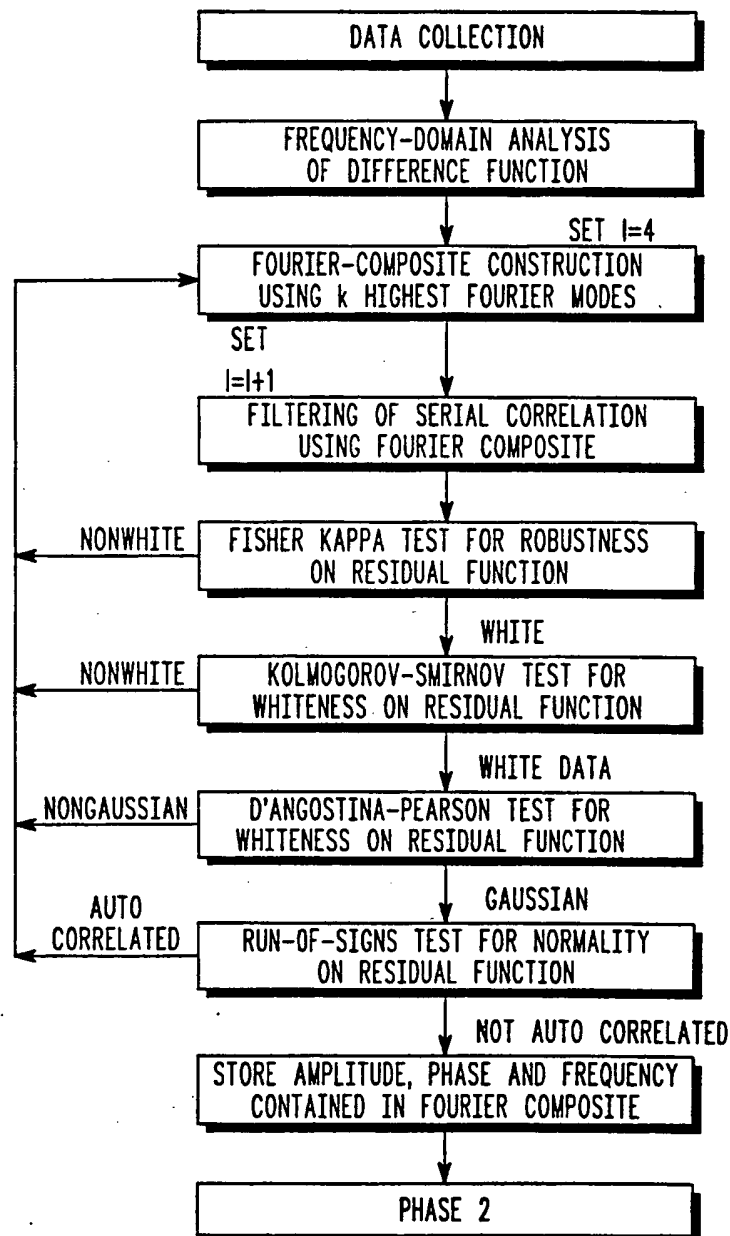 DATA COLLECTION
FREQUENCY-DOMAIN ANALYSIS
OF DIFFERENCE FUNCTION
SET I=4
FOURIER-COMPOSITE CONSTRUCTION
USING k HIGHEST FOURIER MODES
SET
I=I+1
FILTERING OF SERIAL CORRELATION
USING FOURIER COMPOSITE
NONWHITE
FISHER KAPPA TEST FOR ROBUSTNESS
ON RESIDUAL FUNCTION
WHITE
NONWHITE
KOLMOGOROV-SMIRNOV TEST FOR
WHITENESS ON RESIDUAL FUNCTION
WHITE DATA
NONGAUSSIAN
D'ANGOSTINA-PEARSON TEST FOR
WHITENESS ON RESIDUAL FUNCTION
GAUSSIAN
AUTO
CORRELATED
RUN-OF-SIGNS TEST FOR NORMALITY
ON RESIDUAL FUNCTION
NOT AUTO CORRELATED
STORE AMPLITUDE, PHASE AND FREQUENCY
CONTAINED IN FOURIER COMPOSITE
PHASE 2